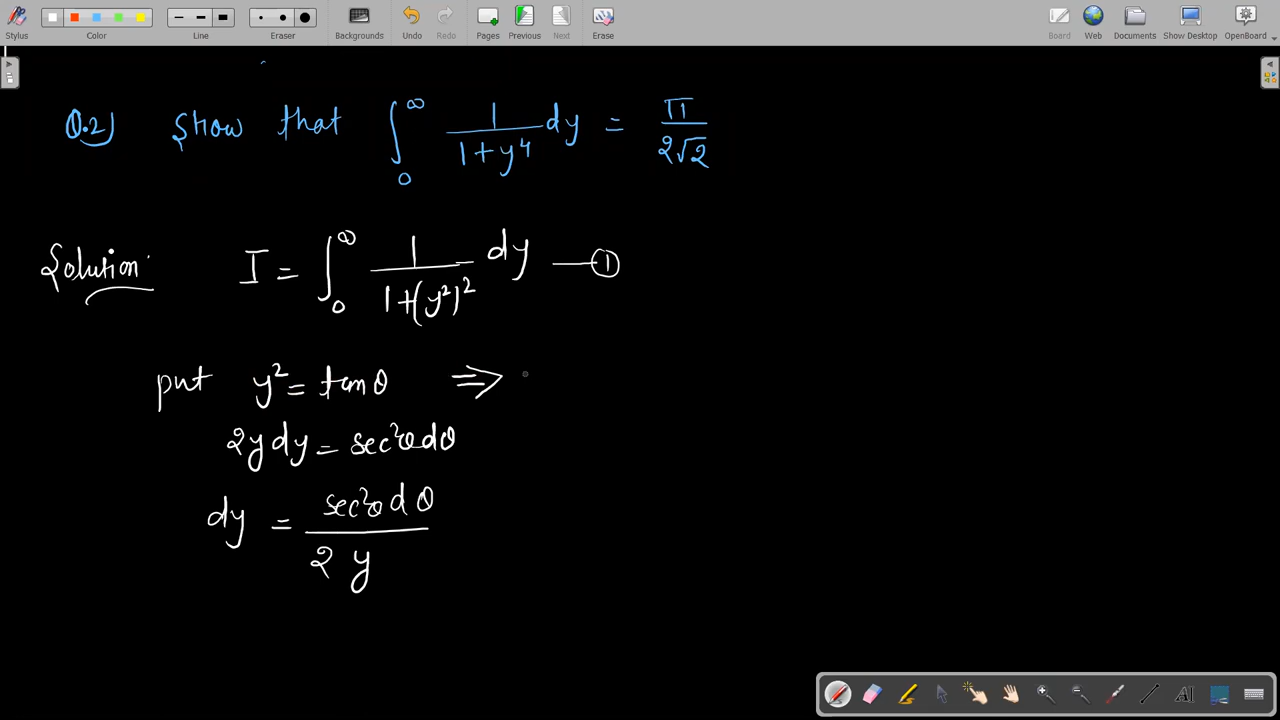 Stylus Color Line Eraser Backgrounds Undo Redo Pages Previous Next Erase Board Web Documents Show Desktop OpenBoard
Q.2) Show that ∫₀^∞ 1/(1+y⁴) dy = π/(2√2)
Solution: I = ∫₀^∞ 1/(1+(y²)²) dy —①
put y² = tanθ ⇒
2y dy = sec²θ dθ
dy = sec²θ dθ / 2y